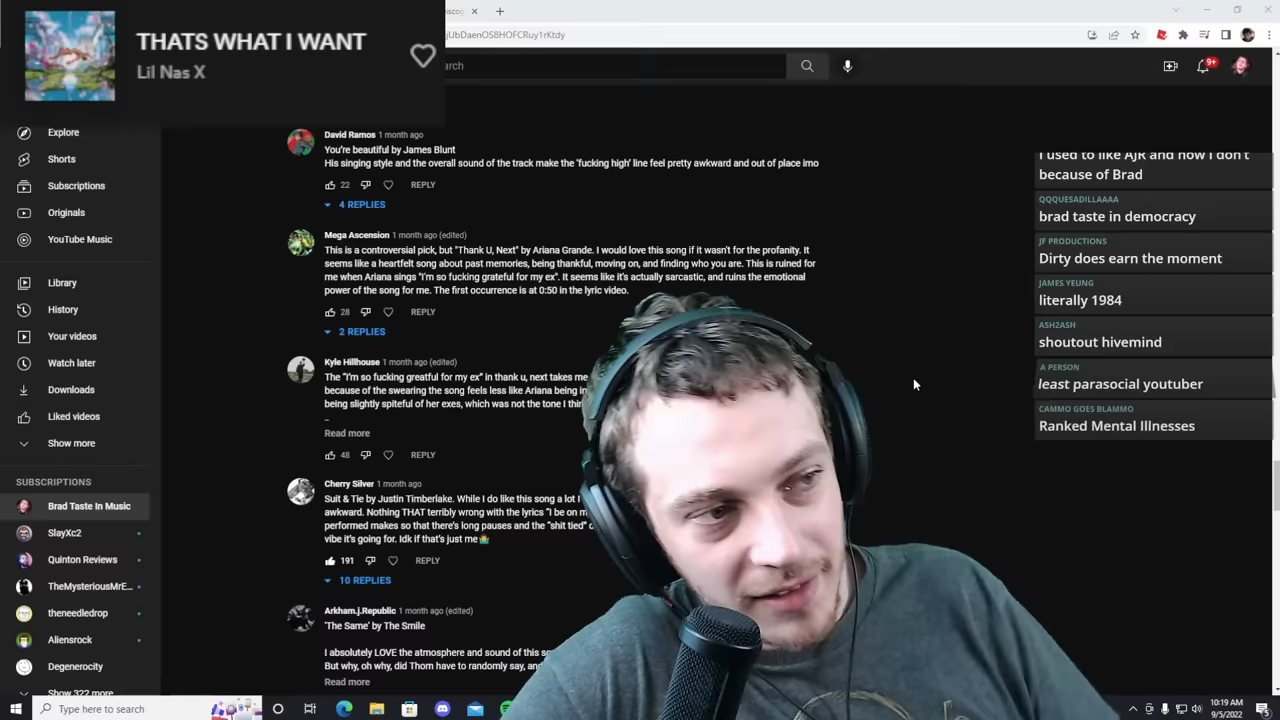 THATS WHAT I WANT
Lil Nas X
iscog
jUbDaenOS8HOFCRuy1rKtdy
rch
9+
Explore
Shorts
Subscriptions
Originals
YouTube Music
Library
History
Your videos
Watch later
Downloads
Liked videos
Show more
SUBSCRIPTIONS
Brad Taste In Music
SlayXc2
Quinton Reviews
TheMysteriousMrE...
theneedledrop
Aliensrock
Degenerocity
Show 322 more
David Ramos 1 month ago
You're beautiful by James Blunt
His singing style and the overall sound of the track make the 'fucking high' line feel pretty awkward and out of place imo
22 REPLY
4 REPLIES
Mega Ascension 1 month ago (edited)
This is a controversial pick, but "Thank U, Next" by Ariana Grande. I would love this song if it wasn't for the profanity. It
seems like a heartfelt song about past memories, being thankful, moving on, and finding who you are. This is ruined for
me when Ariana sings "I'm so fucking grateful for my ex". It seems like it's actually sarcastic, and ruins the emotional
power of the song for me. The first occurrence is at 0:50 in the lyric video.
28 REPLY
2 REPLIES
Kyle Hillhouse 1 month ago (edited)
The "I'm so fucking greatful for my ex" in thank u, next takes me
because of the swearing the song feels less like Ariana being in
being slightly spiteful of her exes, which was not the tone I thin
–
Read more
48 REPLY
Cherry Silver 1 month ago
Suit & Tie by Justin Timberlake. While I do like this song a lot I
awkward. Nothing THAT terribly wrong with the lyrics "I be on m
performed makes so that there's long pauses and the "shit tied"
vibe it's going for. Idk if that's just me🤷‍♂️
191 REPLY
10 REPLIES
Arkham.j.Republic 1 month ago (edited)
'The Same' by The Smile
I absolutely LOVE the atmosphere and sound of this so
But why, oh why, did Thom have to randomly say, an
Read more
I used to like AJR and now I don't
because of Brad
QQQUESADILLAAAA
brad taste in democracy
JF PRODUCTIONS
Dirty does earn the moment
JAMES YEUNG
literally 1984
ASH2ASH
shoutout hivemind
A PERSON
least parasocial youtuber
CAMMO GOES BLAMMO
Ranked Mental Illnesses
Type here to search
10:19 AM
9/5/2022